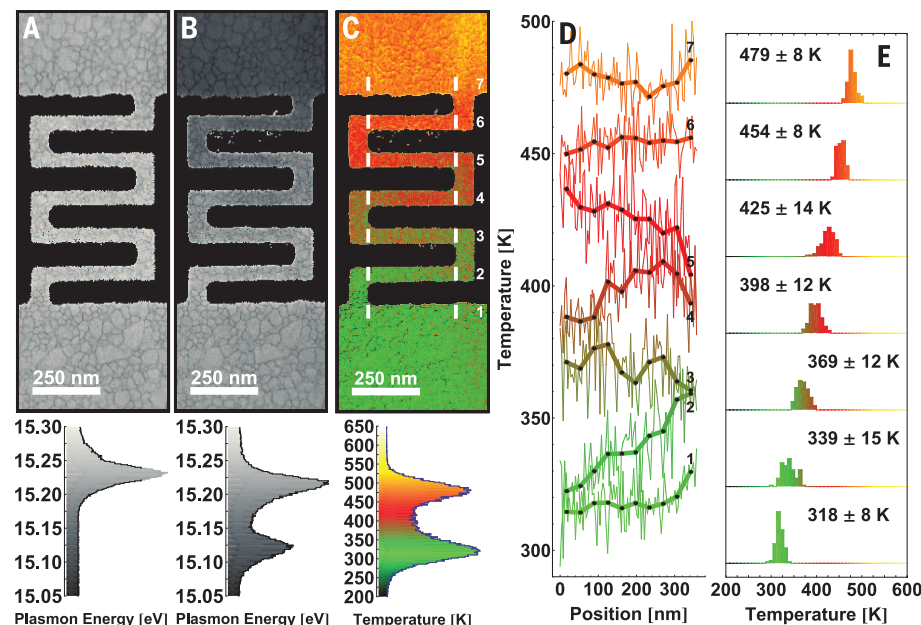 A
B
C
D
E
250 nm
250 nm
250 nm
7
6
5
4
3
2
1
15.30
15.23
15.20
15.13
15.10
15.05
Plasmon Energy [eV]
15.30
15.23
15.20
15.13
15.10
15.05
Plasmon Energy [eV]
650
600
550
500
450
400
350
300
250
200
Temperature [K]
Temperature [K]
500
450
400
350
300
7
6
5
4
3
2
1
0
100
200
300
Position [nm]
479 ± 8 K
454 ± 8 K
425 ± 14 K
398 ± 12 K
369 ± 12 K
339 ± 15 K
318 ± 8 K
200
300
400
500
600
Temperature [K]